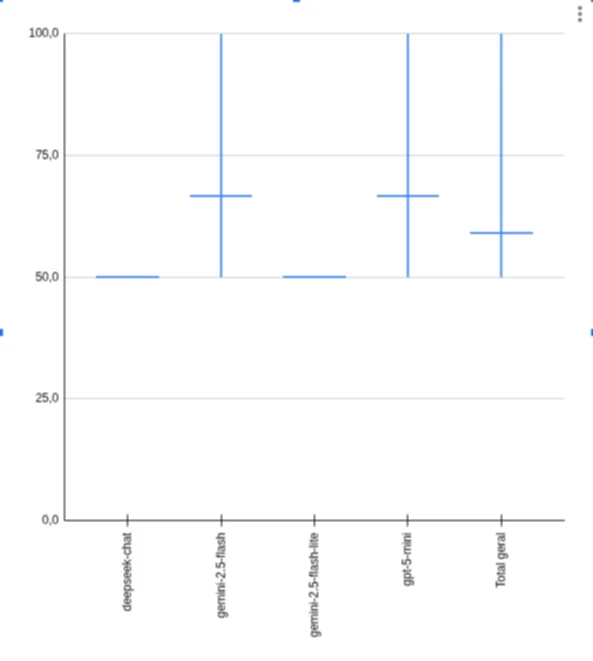 100,0
75,0
50,0
25,0
0,0
deepseek-chat
gemini-2.5-flash
gemini-2.5-flash-lite
gpt-5-mini
Total geral